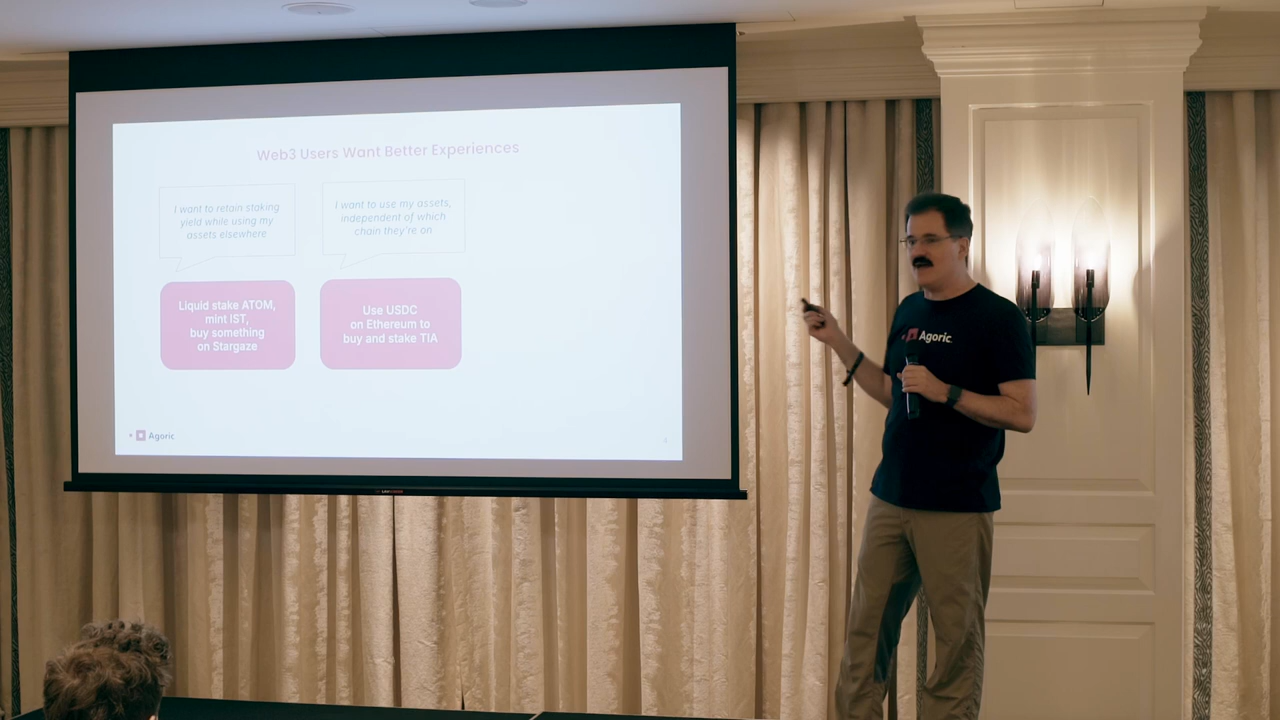 Web3 Users Want Better Experiences
I want to retain staking
yield while using my
assets elsewhere
I want to use my assets,
independent of which
chain they're on
Liquid stake ATOM,
mint IST,
buy something
on Stargaze
Use USDC
on Ethereum to
buy and stake TIA
Agoric
Agoric